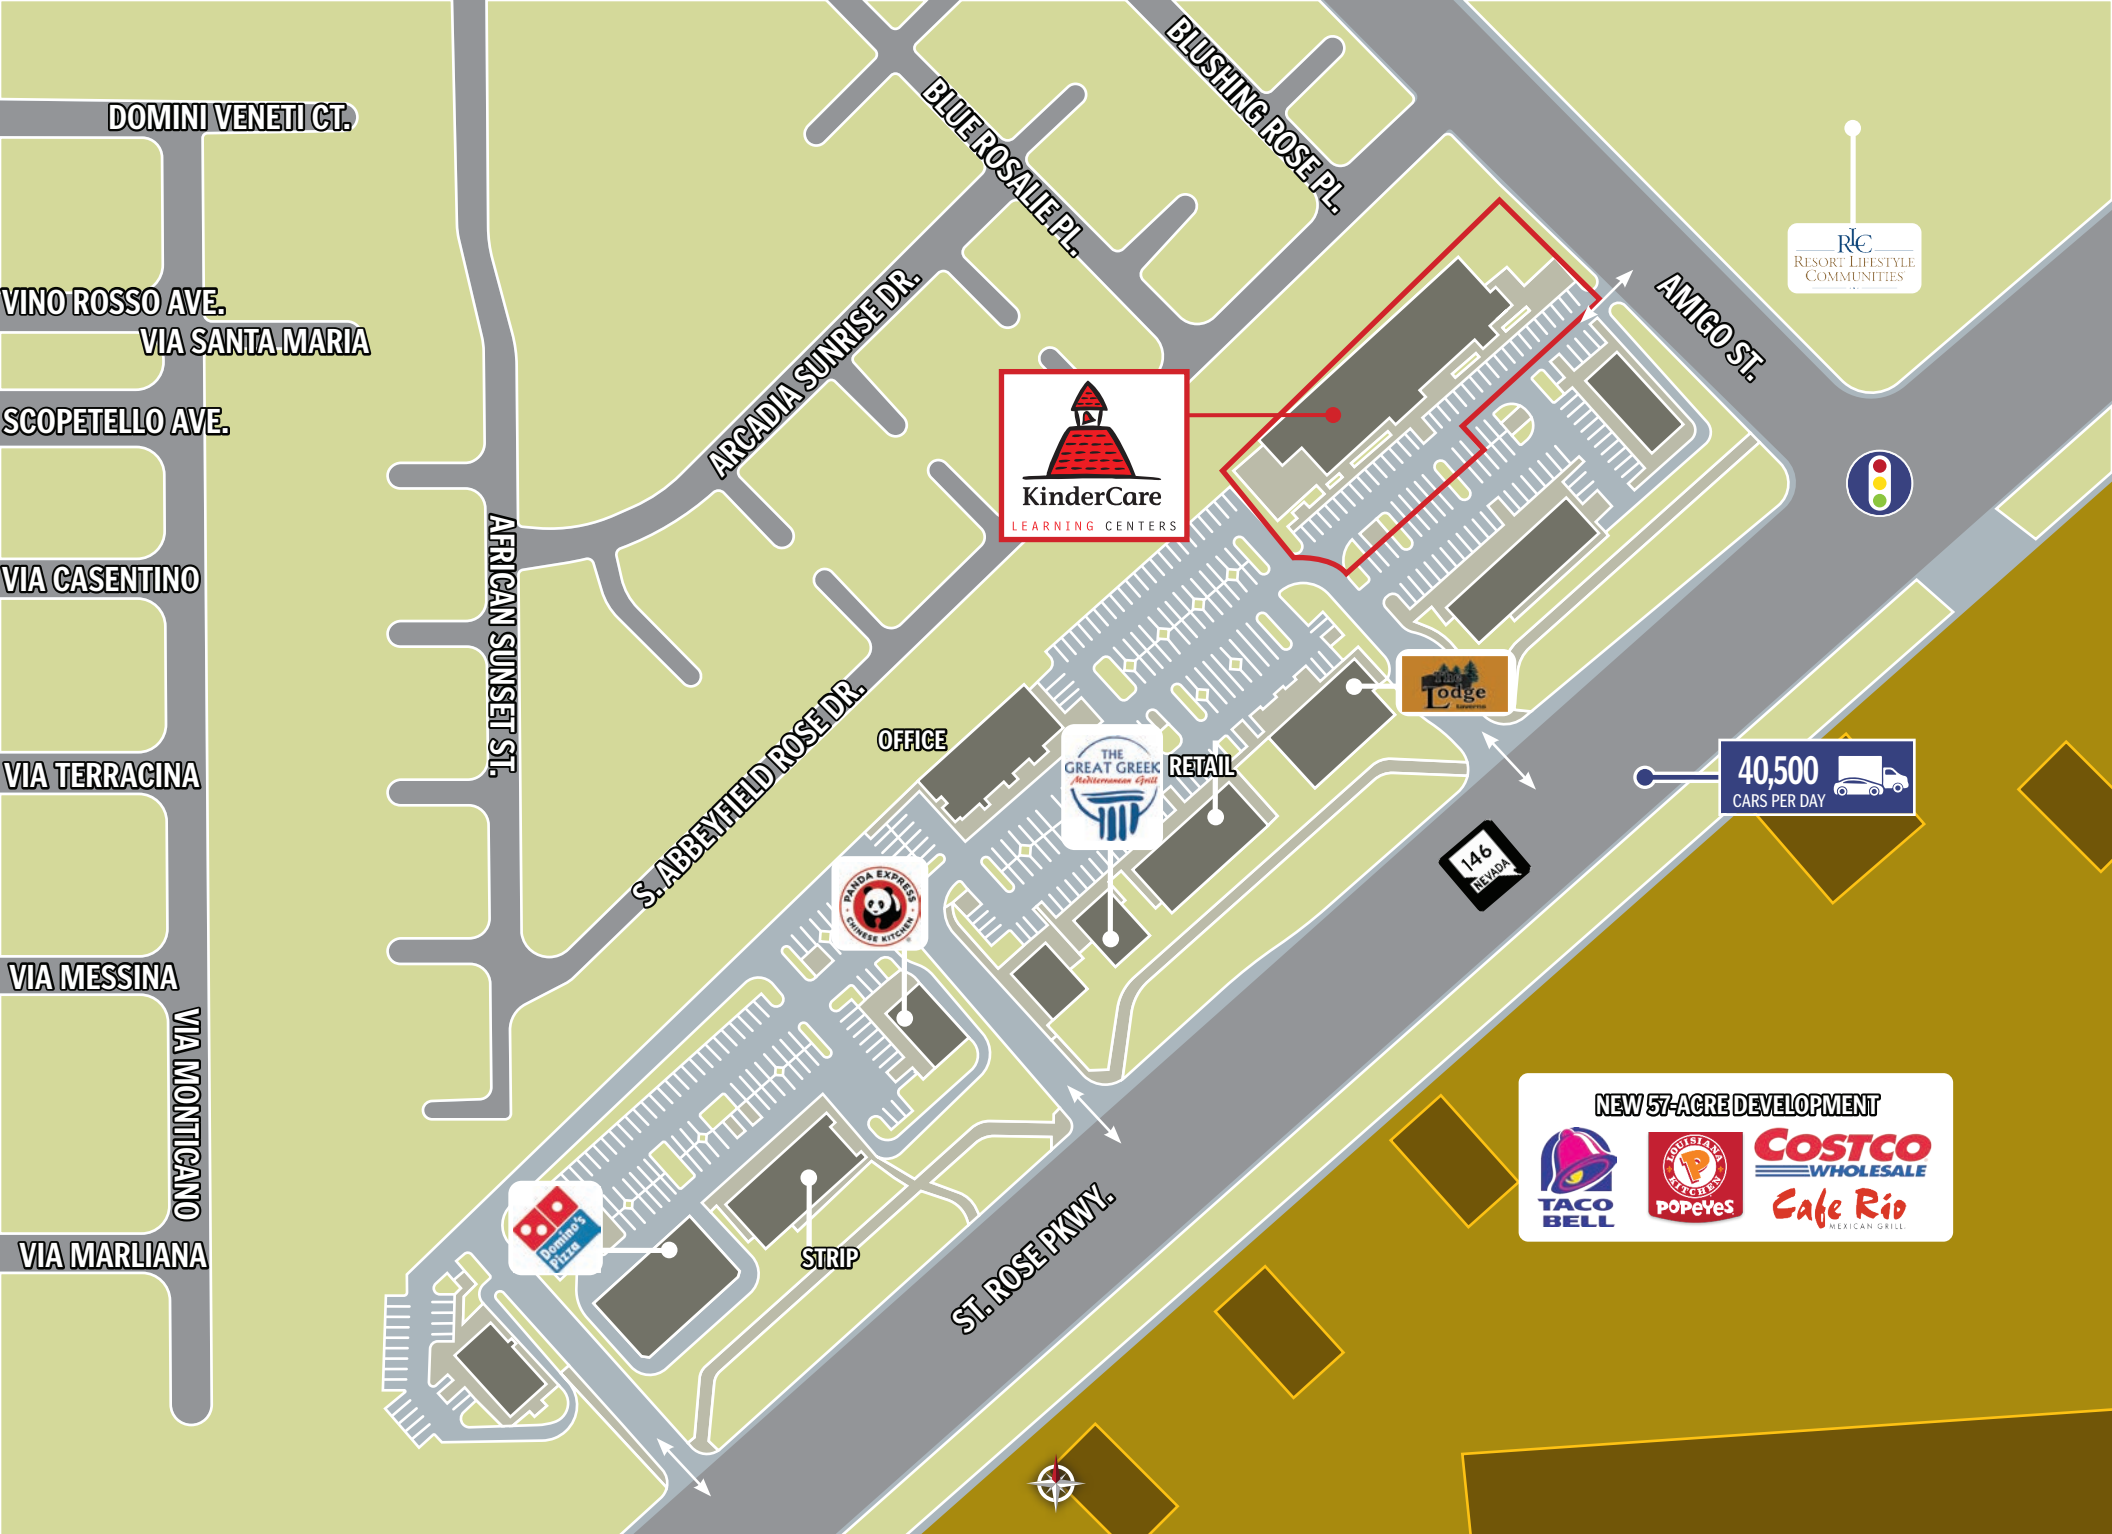 BLUSHING ROSE PL.
BLUE ROSALIE PL.
DOMINI VENETI CT.
RLC
RESORT LIFESTYLE
COMMUNITIES
VINO ROSSO AVE.
VIA SANTA MARIA
AMIGO ST.
ARCADIA SUNRISE DR.
SCOPETELLO AVE.
KinderCare
LEARNING CENTERS
VIA CASENTINO
AFRICAN SUNSET ST.
The
Lodge
tavern
S. ABBEYFIELD ROSE DR.
OFFICE
THE
GREAT GREEK
Mediterranean Grill
RETAIL
VIA TERRACINA
40,500
CARS PER DAY
146
NEVADA
PANDA EXPRESS
CHINESE KITCHEN
VIA MESSINA
VIA MONTICANO
NEW 57-ACRE DEVELOPMENT
TACO
BELL
LOUISIANA
KITCHEN
POPEYES
COSTCO
WHOLESALE
Cafe Rio
MEXICAN GRILL
Domino's
Pizza
STRIP
ST. ROSE PKWY.
VIA MARLIANA